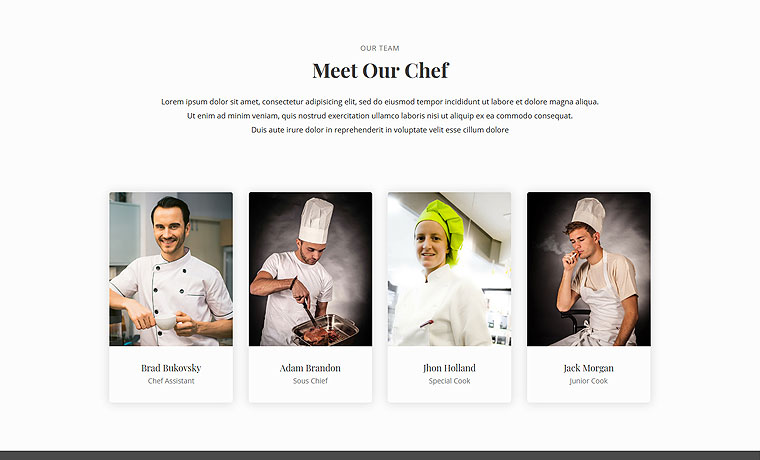 OUR TEAM
Meet Our Chef
Lorem ipsum dolor sit amet, consectetur adipisicing elit, sed do eiusmod tempor incididunt ut labore et dolore magna aliqua.
Ut enim ad minim veniam, quis nostrud exercitation ullamco laboris nisi ut aliquip ex ea commodo consequat.
Duis aute irure dolor in reprehenderit in voluptate velit esse cillum dolore
Brad Bukovsky
Chef Assistant
Adam Brandon
Sous Chief
Jhon Holland
Special Cook
Jack Morgan
Junior Cook